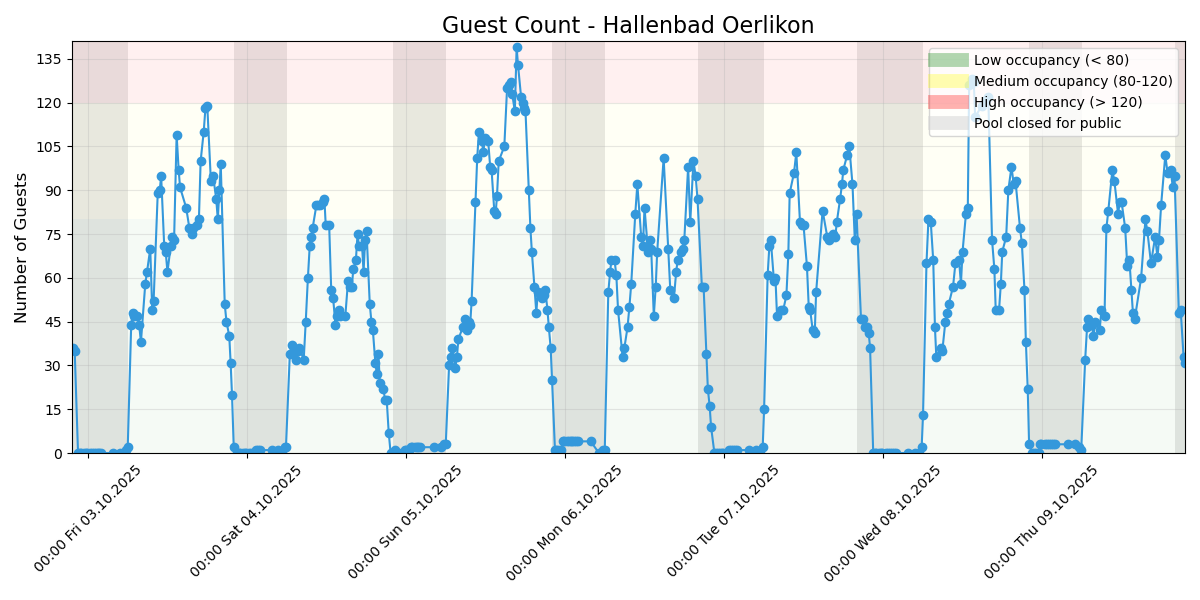 Guest Count - Hallenbad Oerlikon
Number of Guests
135
120
105
90
75
60
45
30
15
0
Low occupancy (< 80)
Medium occupancy (80-120)
High occupancy (> 120)
Pool closed for public
00:00 Fri 03.10.2025
00:00 Sat 04.10.2025
00:00 Sun 05.10.2025
00:00 Mon 06.10.2025
00:00 Tue 07.10.2025
00:00 Wed 08.10.2025
00:00 Thu 09.10.2025